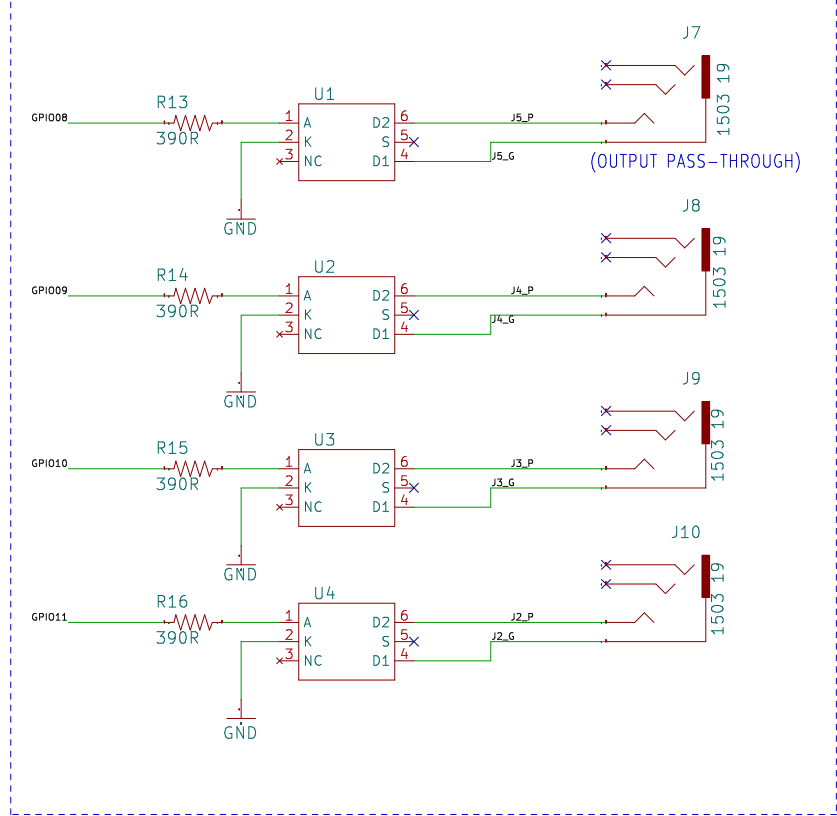 J7
1503 19
R13
GPIO08
390R
U1
1 A D2 6
2 K S 5
3 NC D1 4
J5_P
J5_G
(OUTPUT PASS-THROUGH)
GND
J8
1503 19
R14
GPIO09
390R
U2
1 A D2 6
2 K S 5
3 NC D1 4
J4_P
J4_G
GND
J9
1503 19
R15
GPIO10
390R
U3
1 A D2 6
2 K S 5
3 NC D1 4
J3_P
J3_G
GND
J10
1503 19
R16
GPIO11
390R
U4
1 A D2 6
2 K S 5
3 NC D1 4
J2_P
J2_G
GND